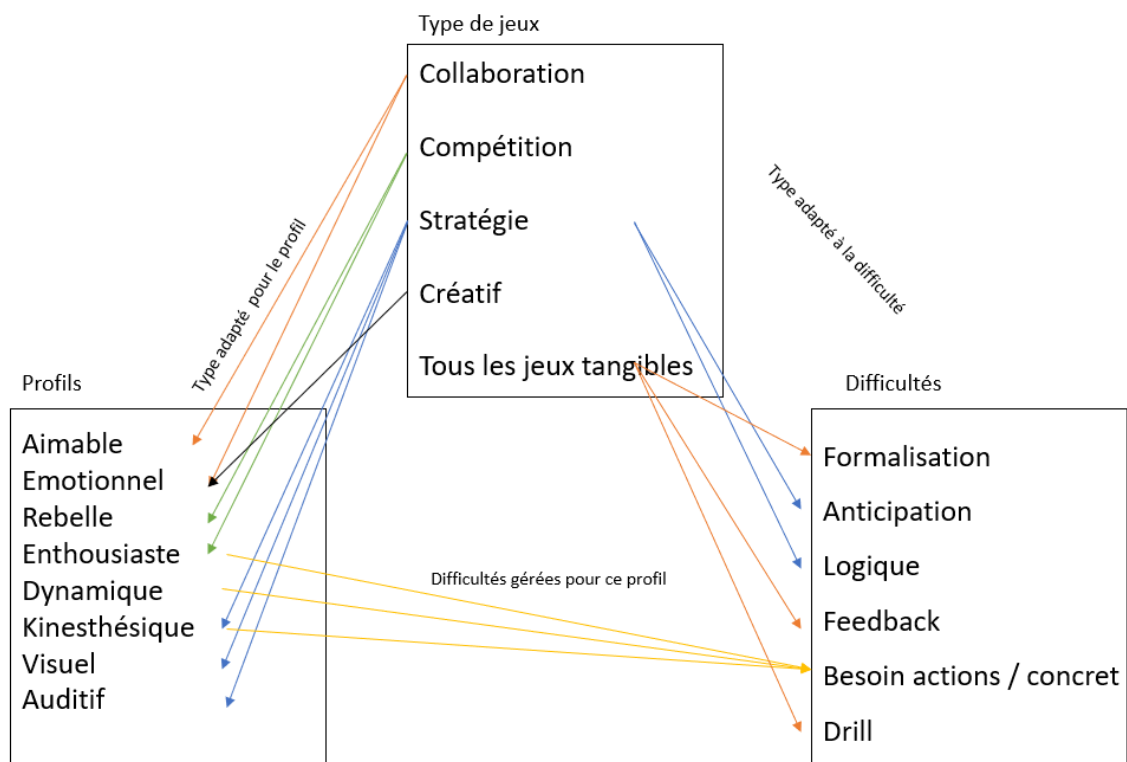 Type de jeux
Collaboration
Compétition
Stratégie
Créatif
Tous les jeux tangibles
Type adapté pour le profil
Type adapté à la difficulté
Profils
Aimable
Emotionnel
Rebelle
Enthousiaste
Dynamique
Kinesthésique
Visuel
Auditif
Difficultés gérées pour ce profil
Difficultés
Formalisation
Anticipation
Logique
Feedback
Besoin actions / concret
Drill